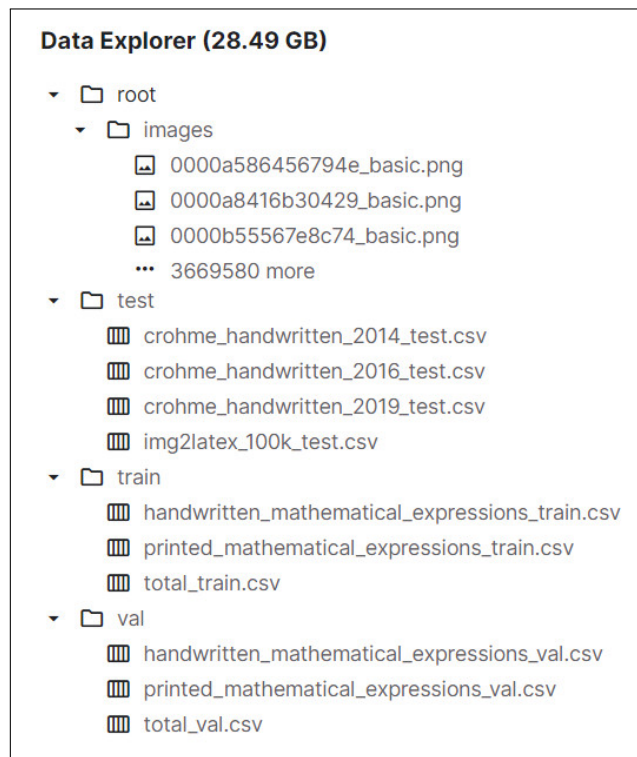 Data Explorer (28.49 GB)
root
images
0000a586456794e_basic.png
0000a8416b30429_basic.png
0000b55567e8c74_basic.png
3669580 more
test
crohme_handwritten_2014_test.csv
crohme_handwritten_2016_test.csv
crohme_handwritten_2019_test.csv
img2latex_100k_test.csv
train
handwritten_mathematical_expressions_train.csv
printed_mathematical_expressions_train.csv
total_train.csv
val
handwritten_mathematical_expressions_val.csv
printed_mathematical_expressions_val.csv
total_val.csv